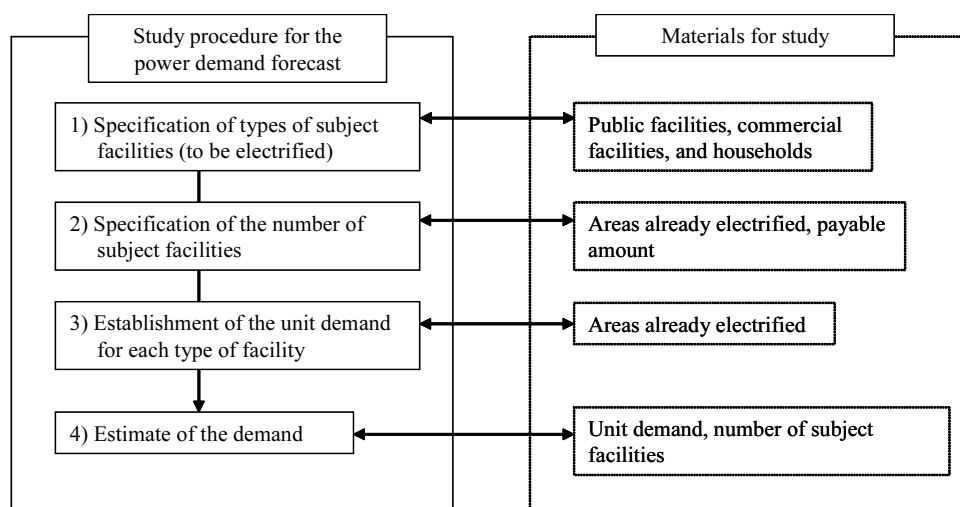 Study procedure for the
power demand forecast
Materials for study
1) Specification of types of subject
facilities (to be electrified)
Public facilities, commercial
facilities, and households
2) Specification of the number of
subject facilities
Areas already electrified, payable
amount
3) Establishment of the unit demand
for each type of facility
Areas already electrified
4) Estimate of the demand
Unit demand, number of subject
facilities